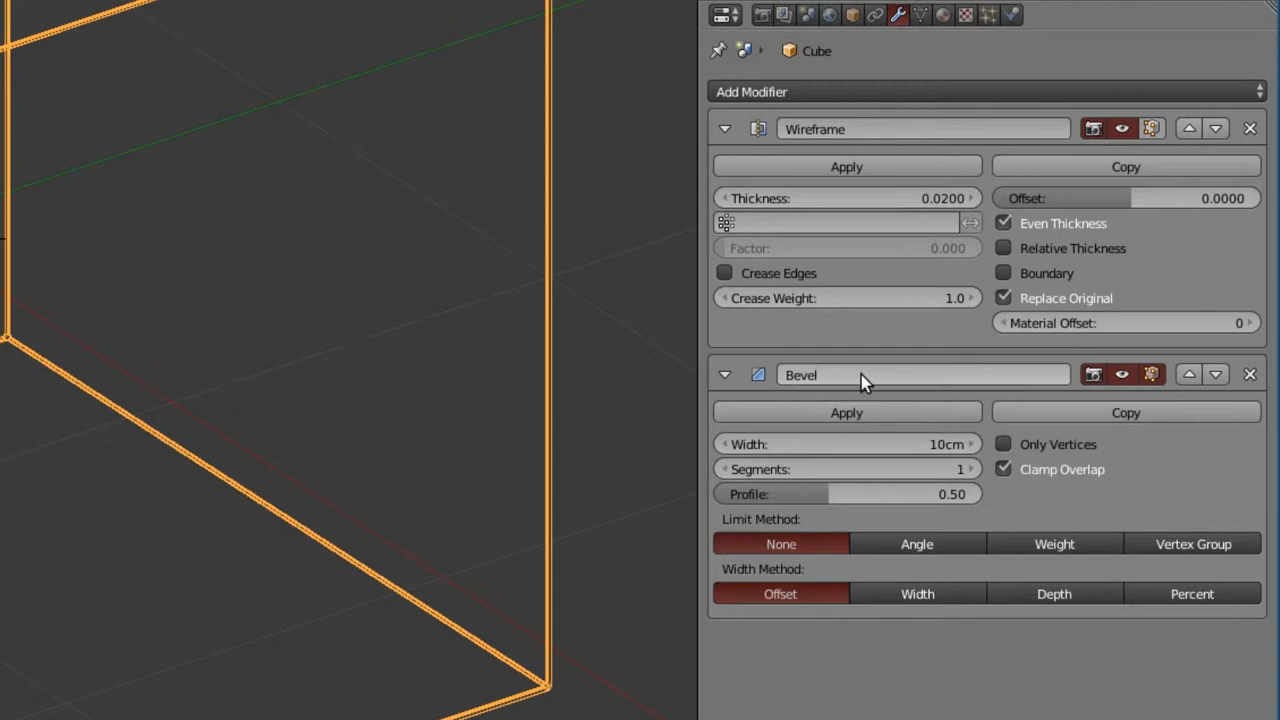 Cube
Add Modifier
Wireframe
Apply Copy
Thickness: 0.0200 Offset: 0.0000
Even Thickness
Factor: 0.000 Relative Thickness
Crease Edges Boundary
Crease Weight: 1.0 Replace Original
Material Offset: 0
Bevel
Apply Copy
Width: 10cm Only Vertices
Segments: 1 Clamp Overlap
Profile: 0.50
Limit Method:
None Angle Weight Vertex Group
Width Method:
Offset Width Depth Percent